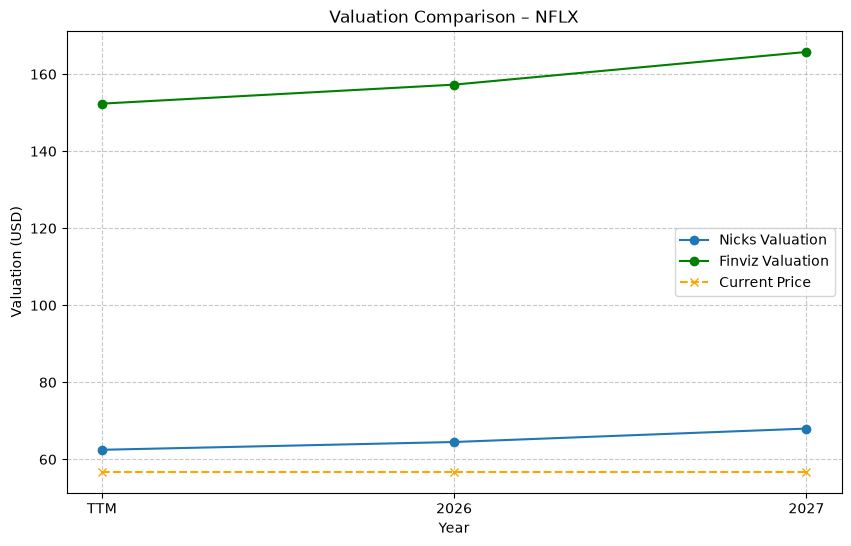 Valuation Comparison – NFLX
Valuation (USD)
160
140
120
100
80
60
Nicks Valuation
Finviz Valuation
Current Price
TTM
2026
2027
Year